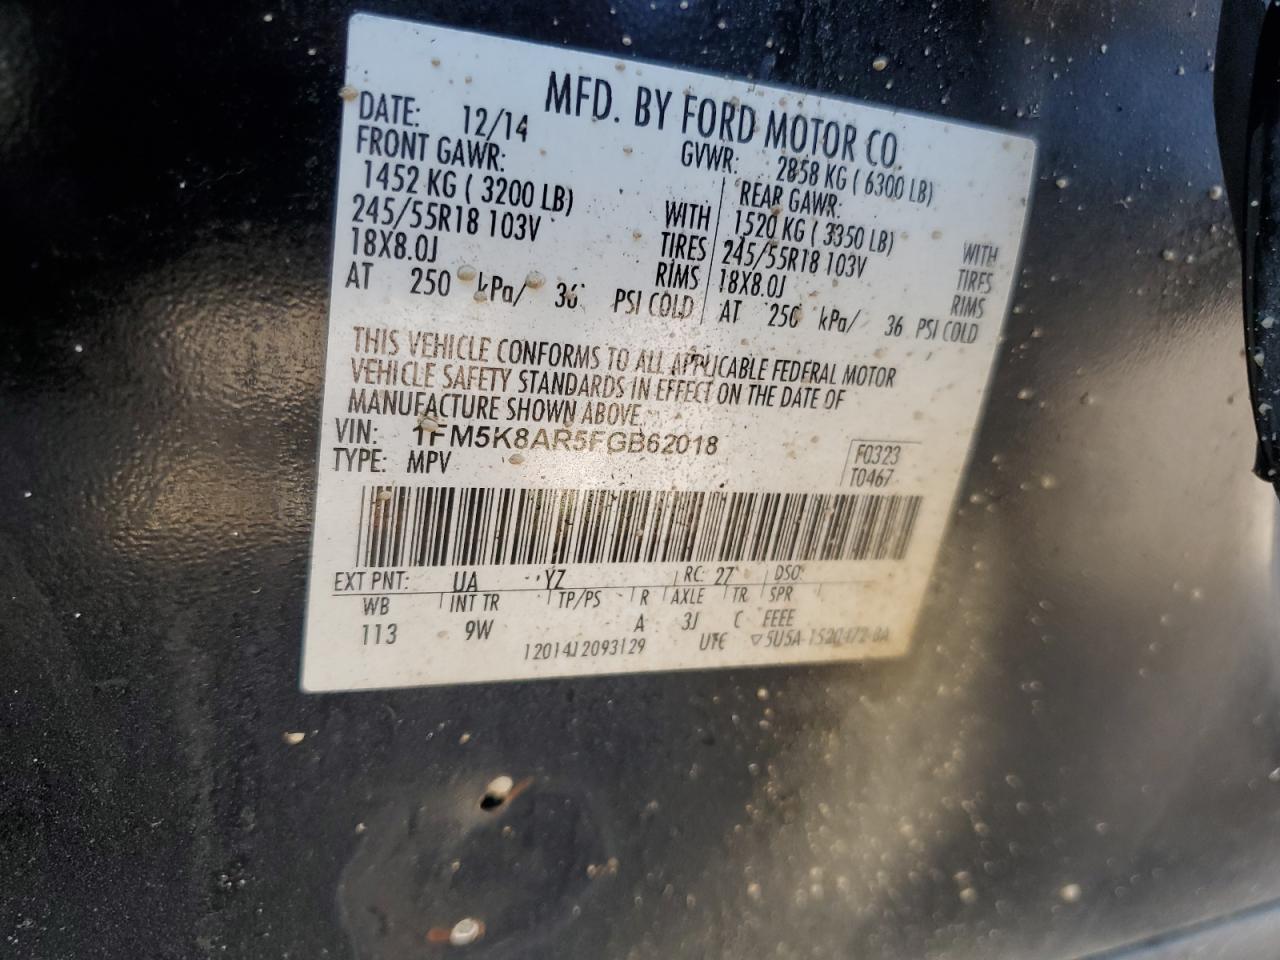 MFD. BY FORD MOTOR CO.
DATE: 12/14 GVWR: 2858 KG ( 6300 LB)
FRONT GAWR: REAR GAWR:
1452 KG ( 3200 LB) WITH 1520 KG ( 3350 LB) WITH
245/55R18 103V TIRES 245/55R18 103V TIRES
18X8.0J RIMS 18X8.0J RIMS
AT 250 kPa/ 36 PSI COLD AT 250 kPa/ 36 PSI COLD
THIS VEHICLE CONFORMS TO ALL APPLICABLE FEDERAL MOTOR
VEHICLE SAFETY STANDARDS IN EFFECT ON THE DATE OF
MANUFACTURE SHOWN ABOVE.
VIN: 1FM5K8AR5FGB62018 F0323
TYPE: MPV T0467
EXT PNT: UA YZ RC: 27 DSO:
WB INT TR TP/PS R AXLE TR SPR
113 9W A 3J C EEEE
12014J2093129 UTC